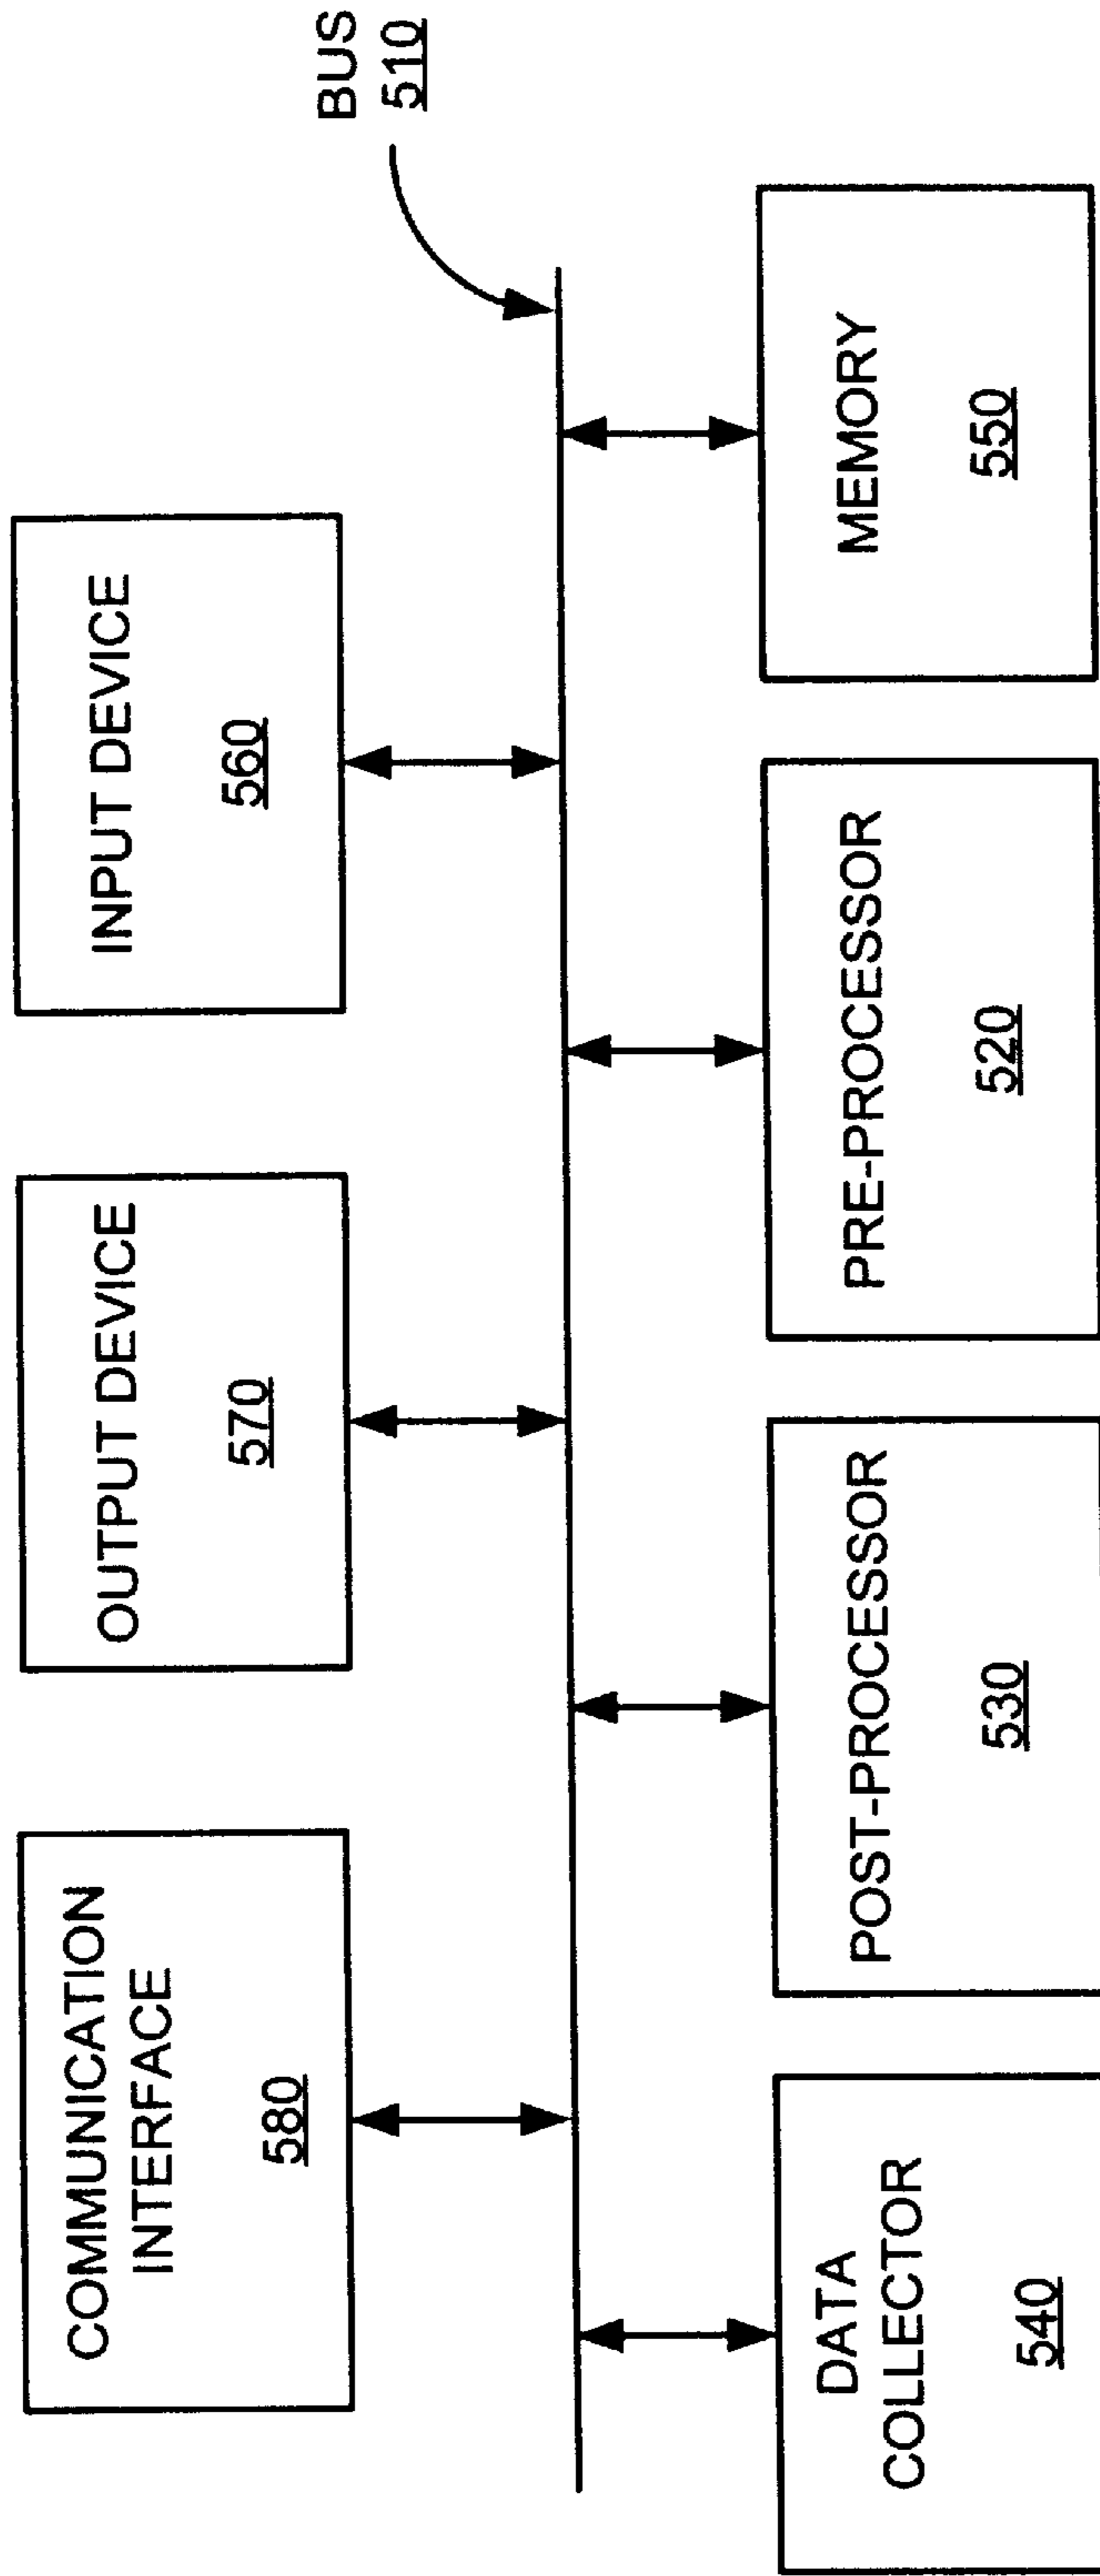 COMMUNICATION
INTERFACE
580
OUTPUT DEVICE
570
INPUT DEVICE
560
BUS
510
DATA
COLLECTOR
540
POST-PROCESSOR
530
PRE-PROCESSOR
520
MEMORY
550